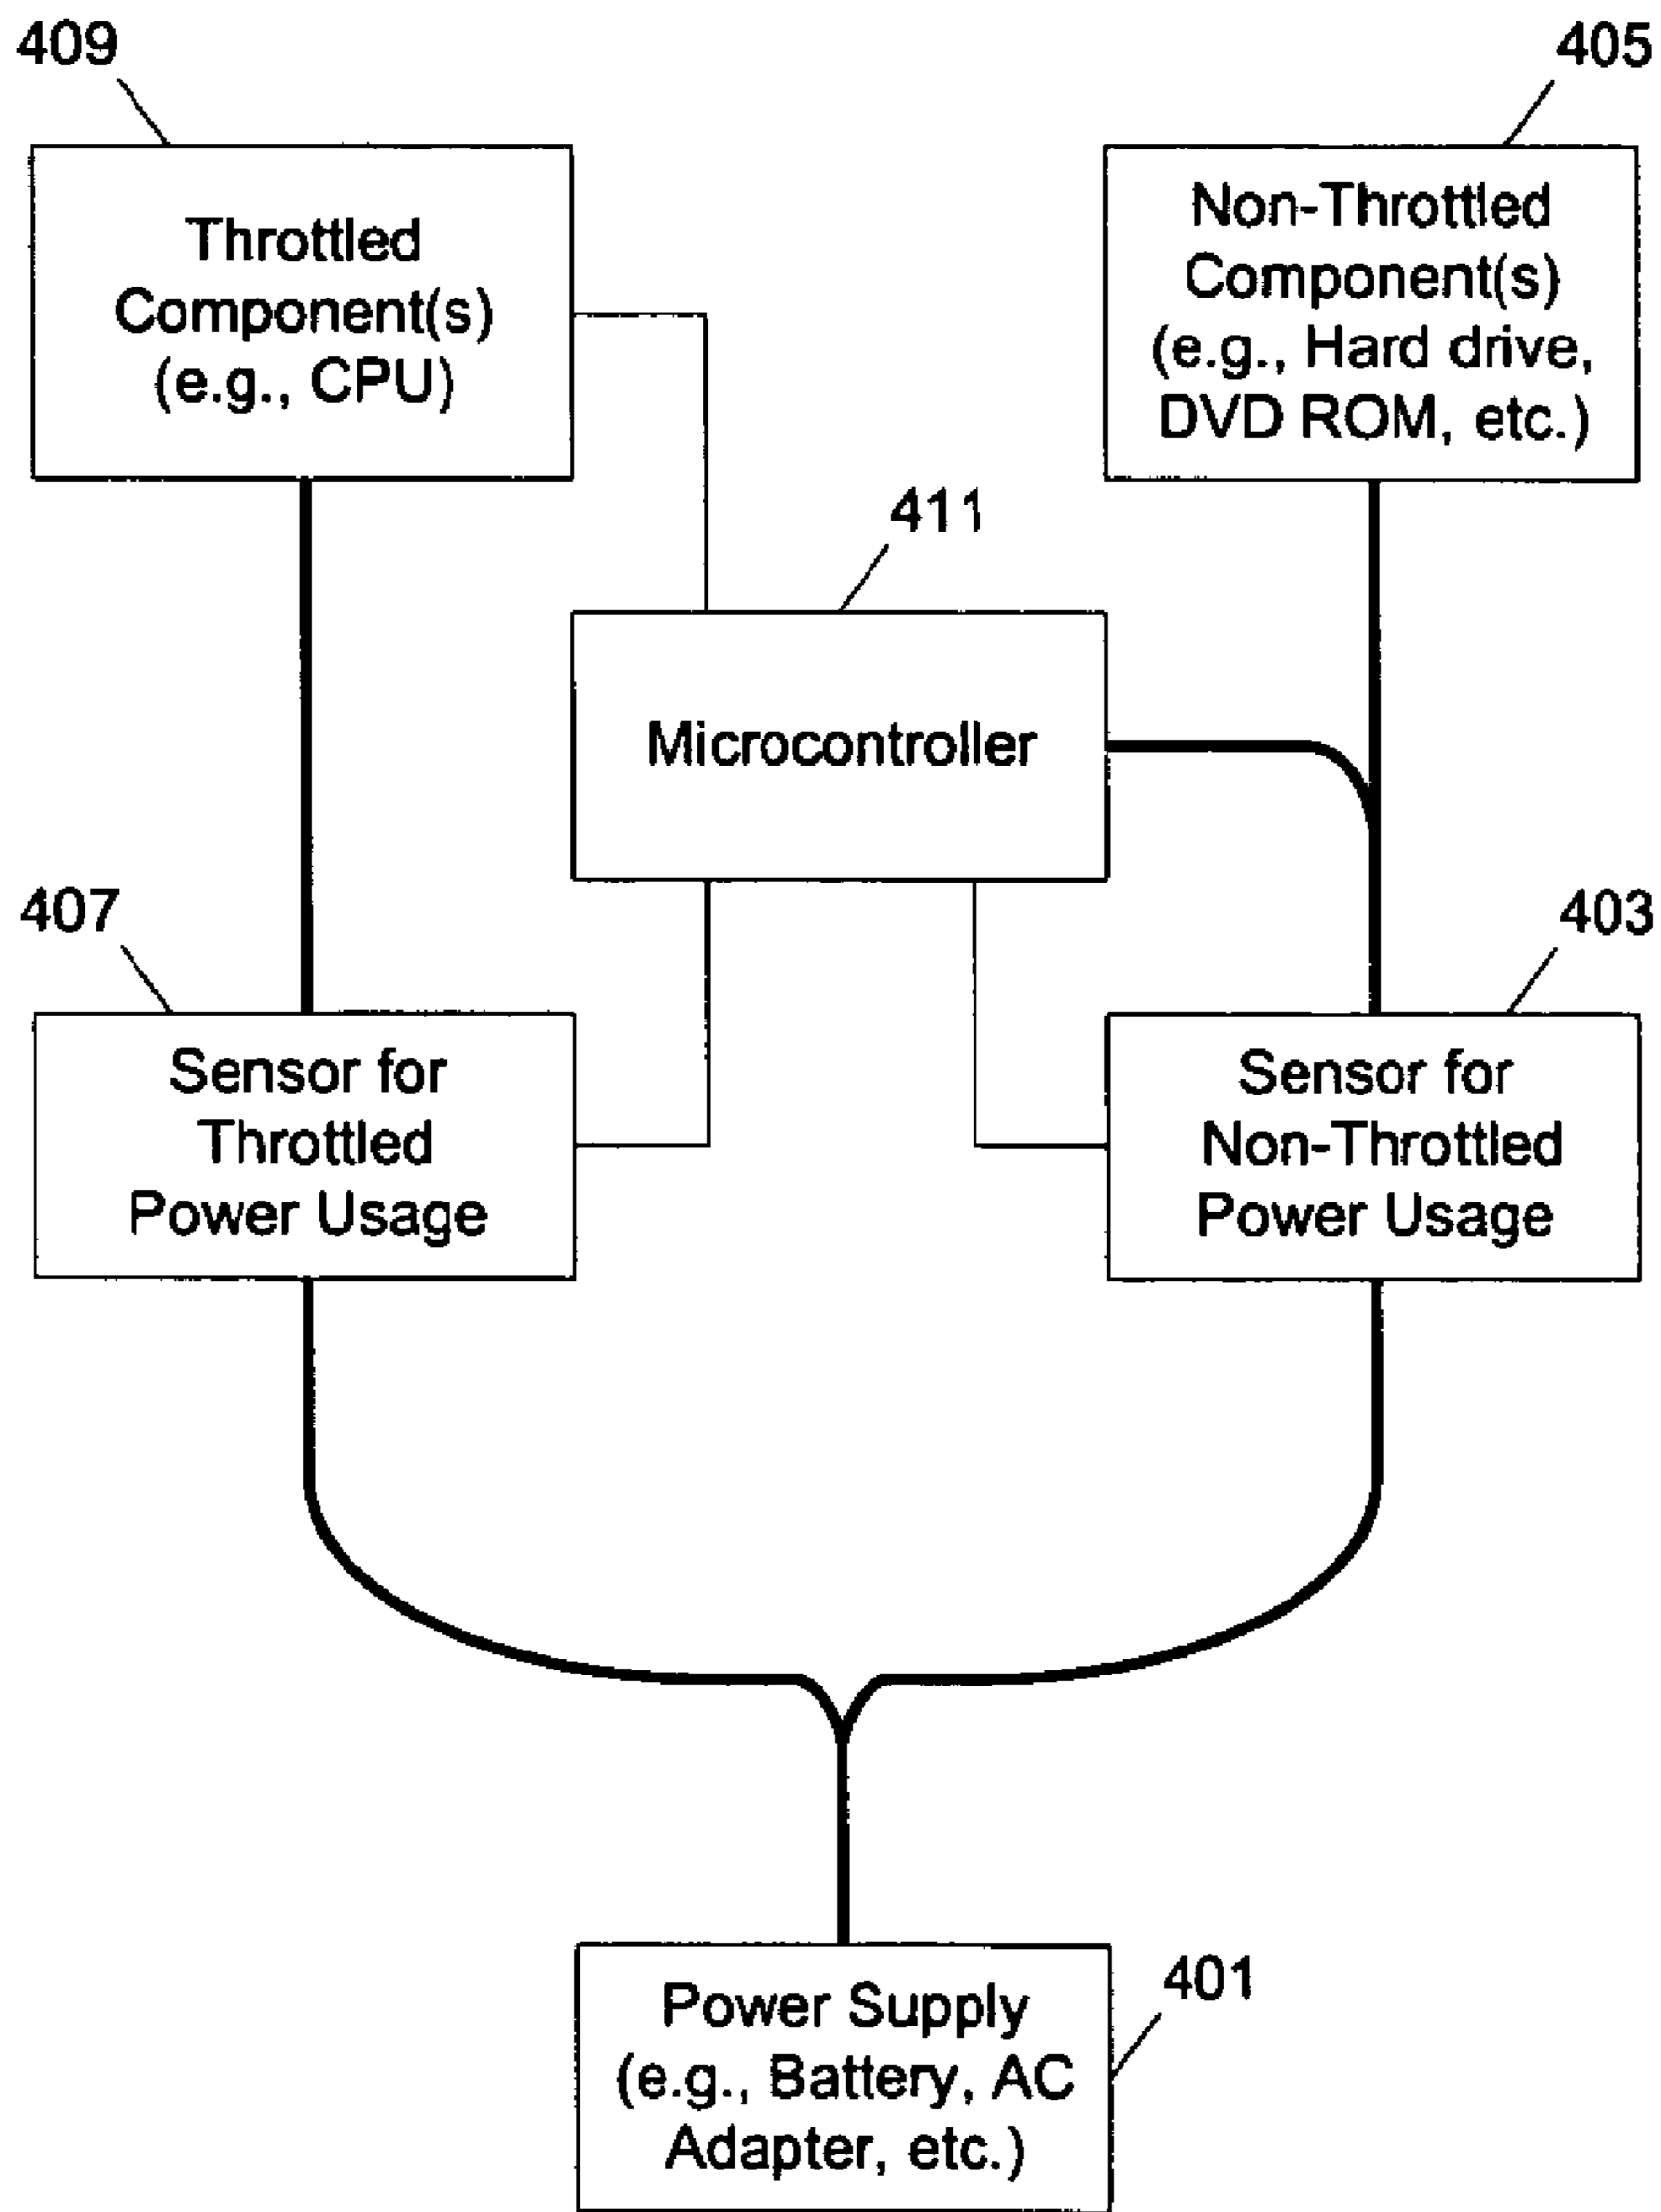 409
405
Throttled
Component(s)
(e.g., CPU)
Non-Throttled
Component(s)
(e.g., Hard drive,
DVD ROM, etc.)
411
Microcontroller
407
403
Sensor for
Throttled
Power Usage
Sensor for
Non-Throttled
Power Usage
401
Power Supply
(e.g., Battery, AC
Adapter, etc.)